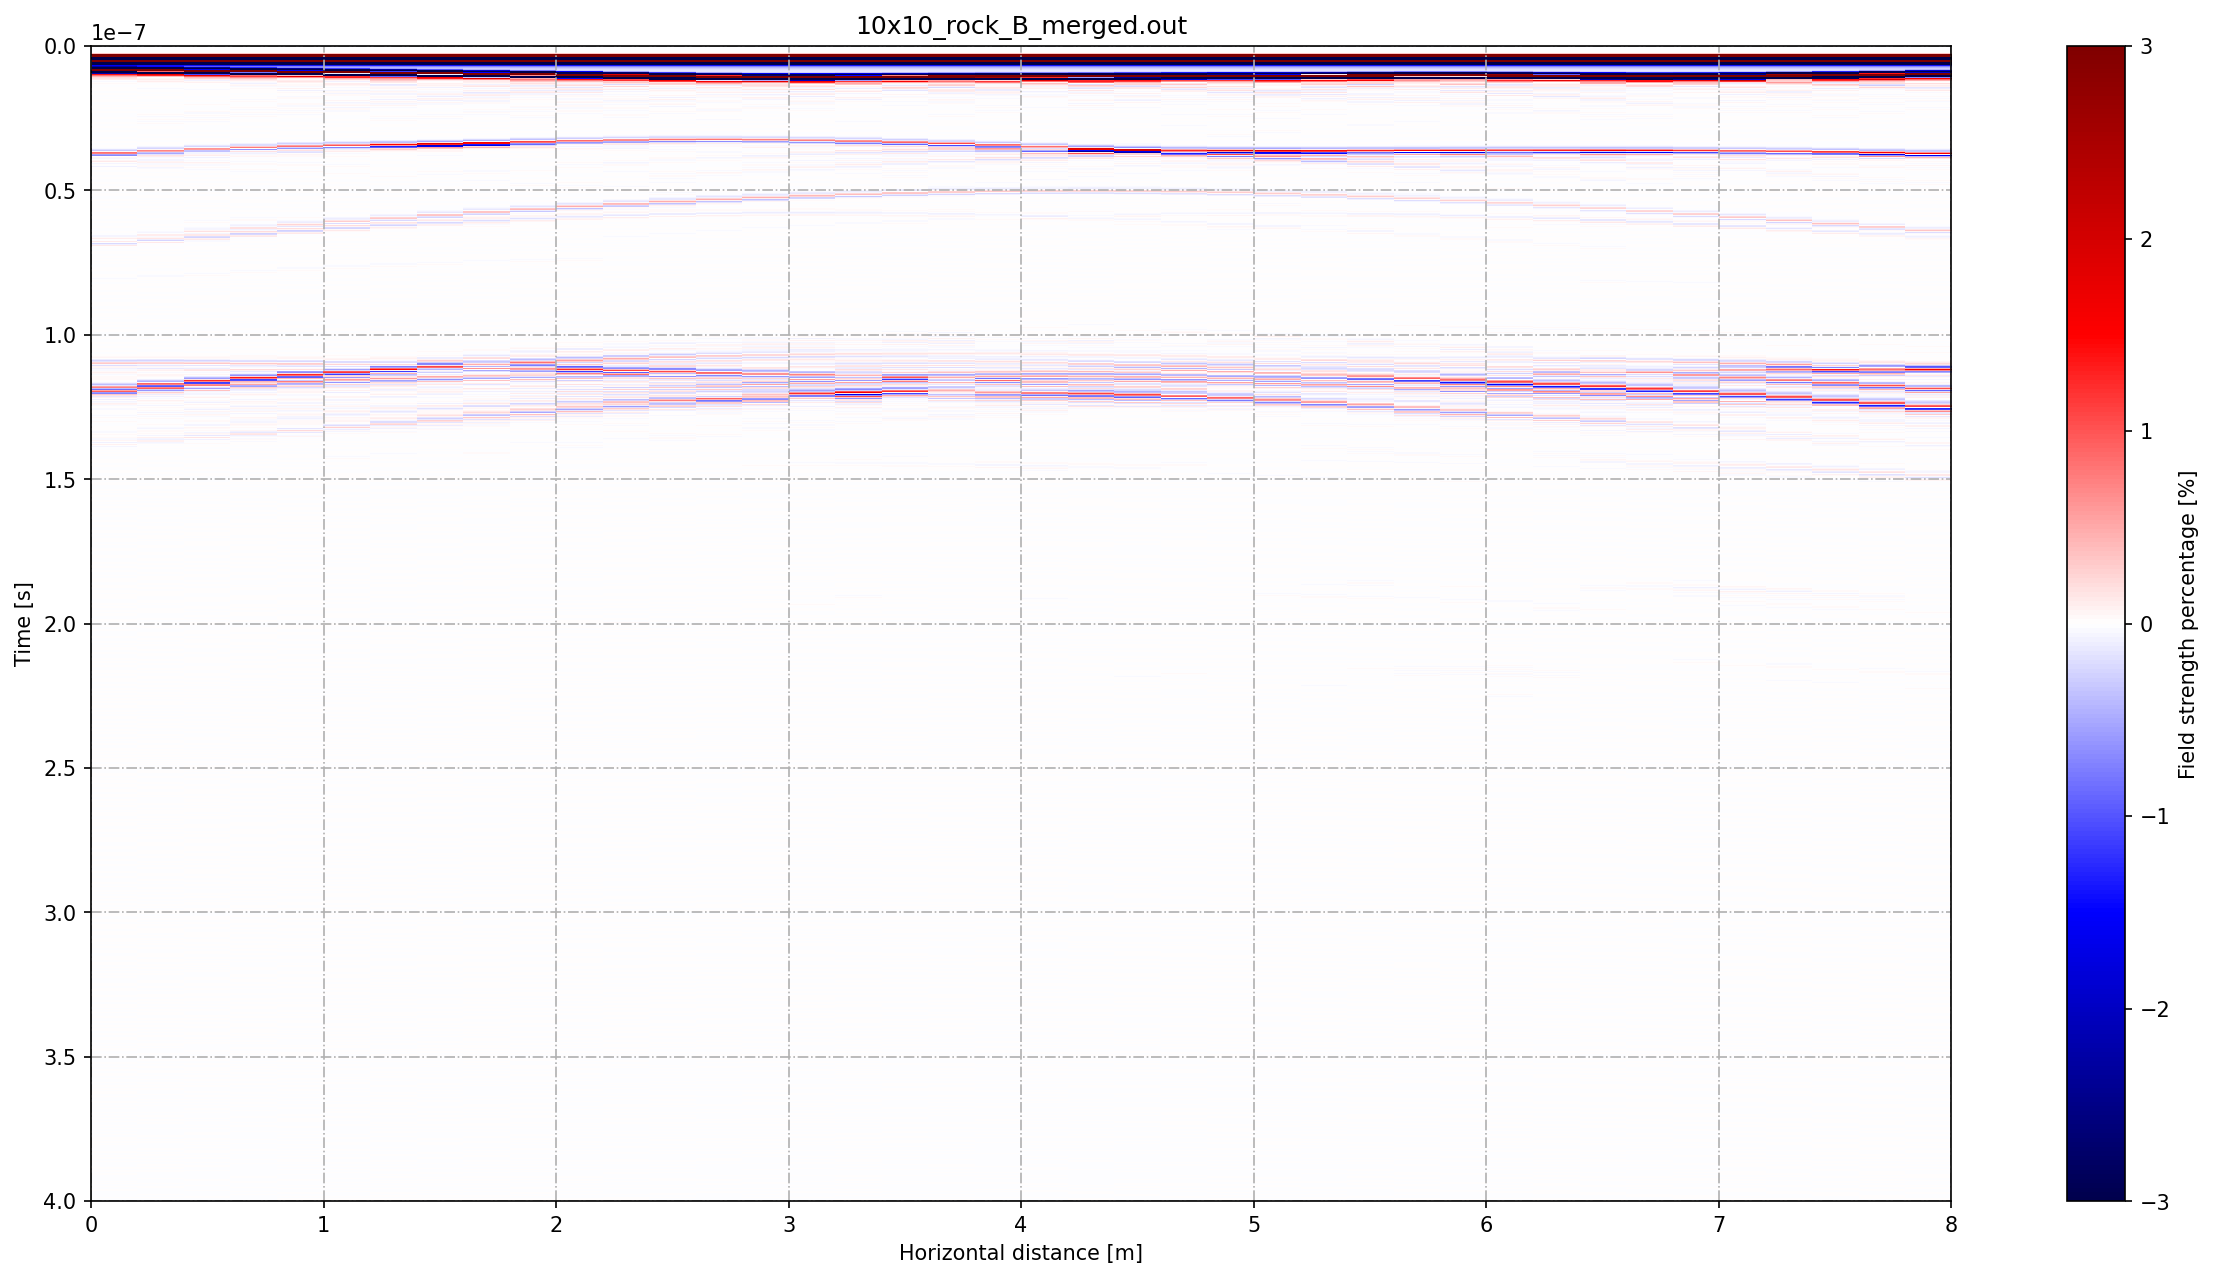 10x10_rock_B_merged.out
1e−7
0.0
0.5
1.0
1.5
2.0
2.5
3.0
3.5
4.0
Time [s]
0 1 2 3 4 5 6 7 8
Horizontal distance [m]
3
2
1
0
−1
−2
−3
Field strength percentage [%]